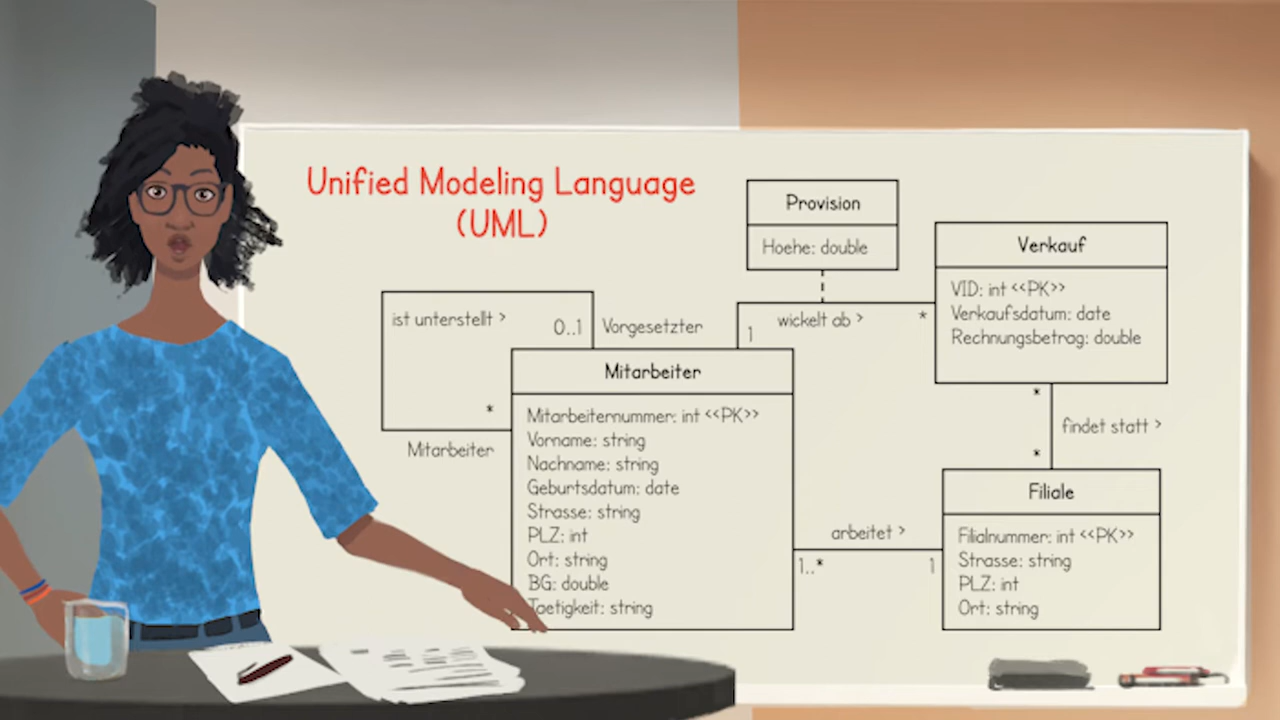 Unified Modeling Language
(UML)
Provision
Hoehe: double
Verkauf
VID: int <<PK>>
Verkaufsdatum: date
Rechnungsbetrag: double
ist unterstellt >
0..1
Vorgesetzter
*
Mitarbeiter
wickelt ab >
1
*
Mitarbeiter
Mitarbeiternummer: int <<PK>>
Vorname: string
Nachname: string
Geburtsdatum: date
Strasse: string
PLZ: int
Ort: string
BG: double
Taetigkeit: string
*
findet statt >
*
arbeitet >
1..*
1
Filiale
Filialnummer: int <<PK>>
Strasse: string
PLZ: int
Ort: string